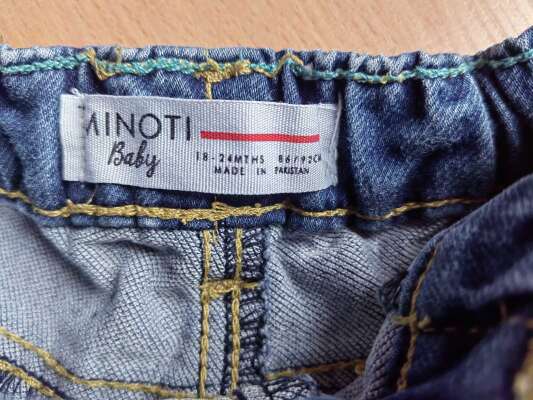 MINOTI
Baby
18-24MTHS 86/92CM
MADE IN PAKISTAN